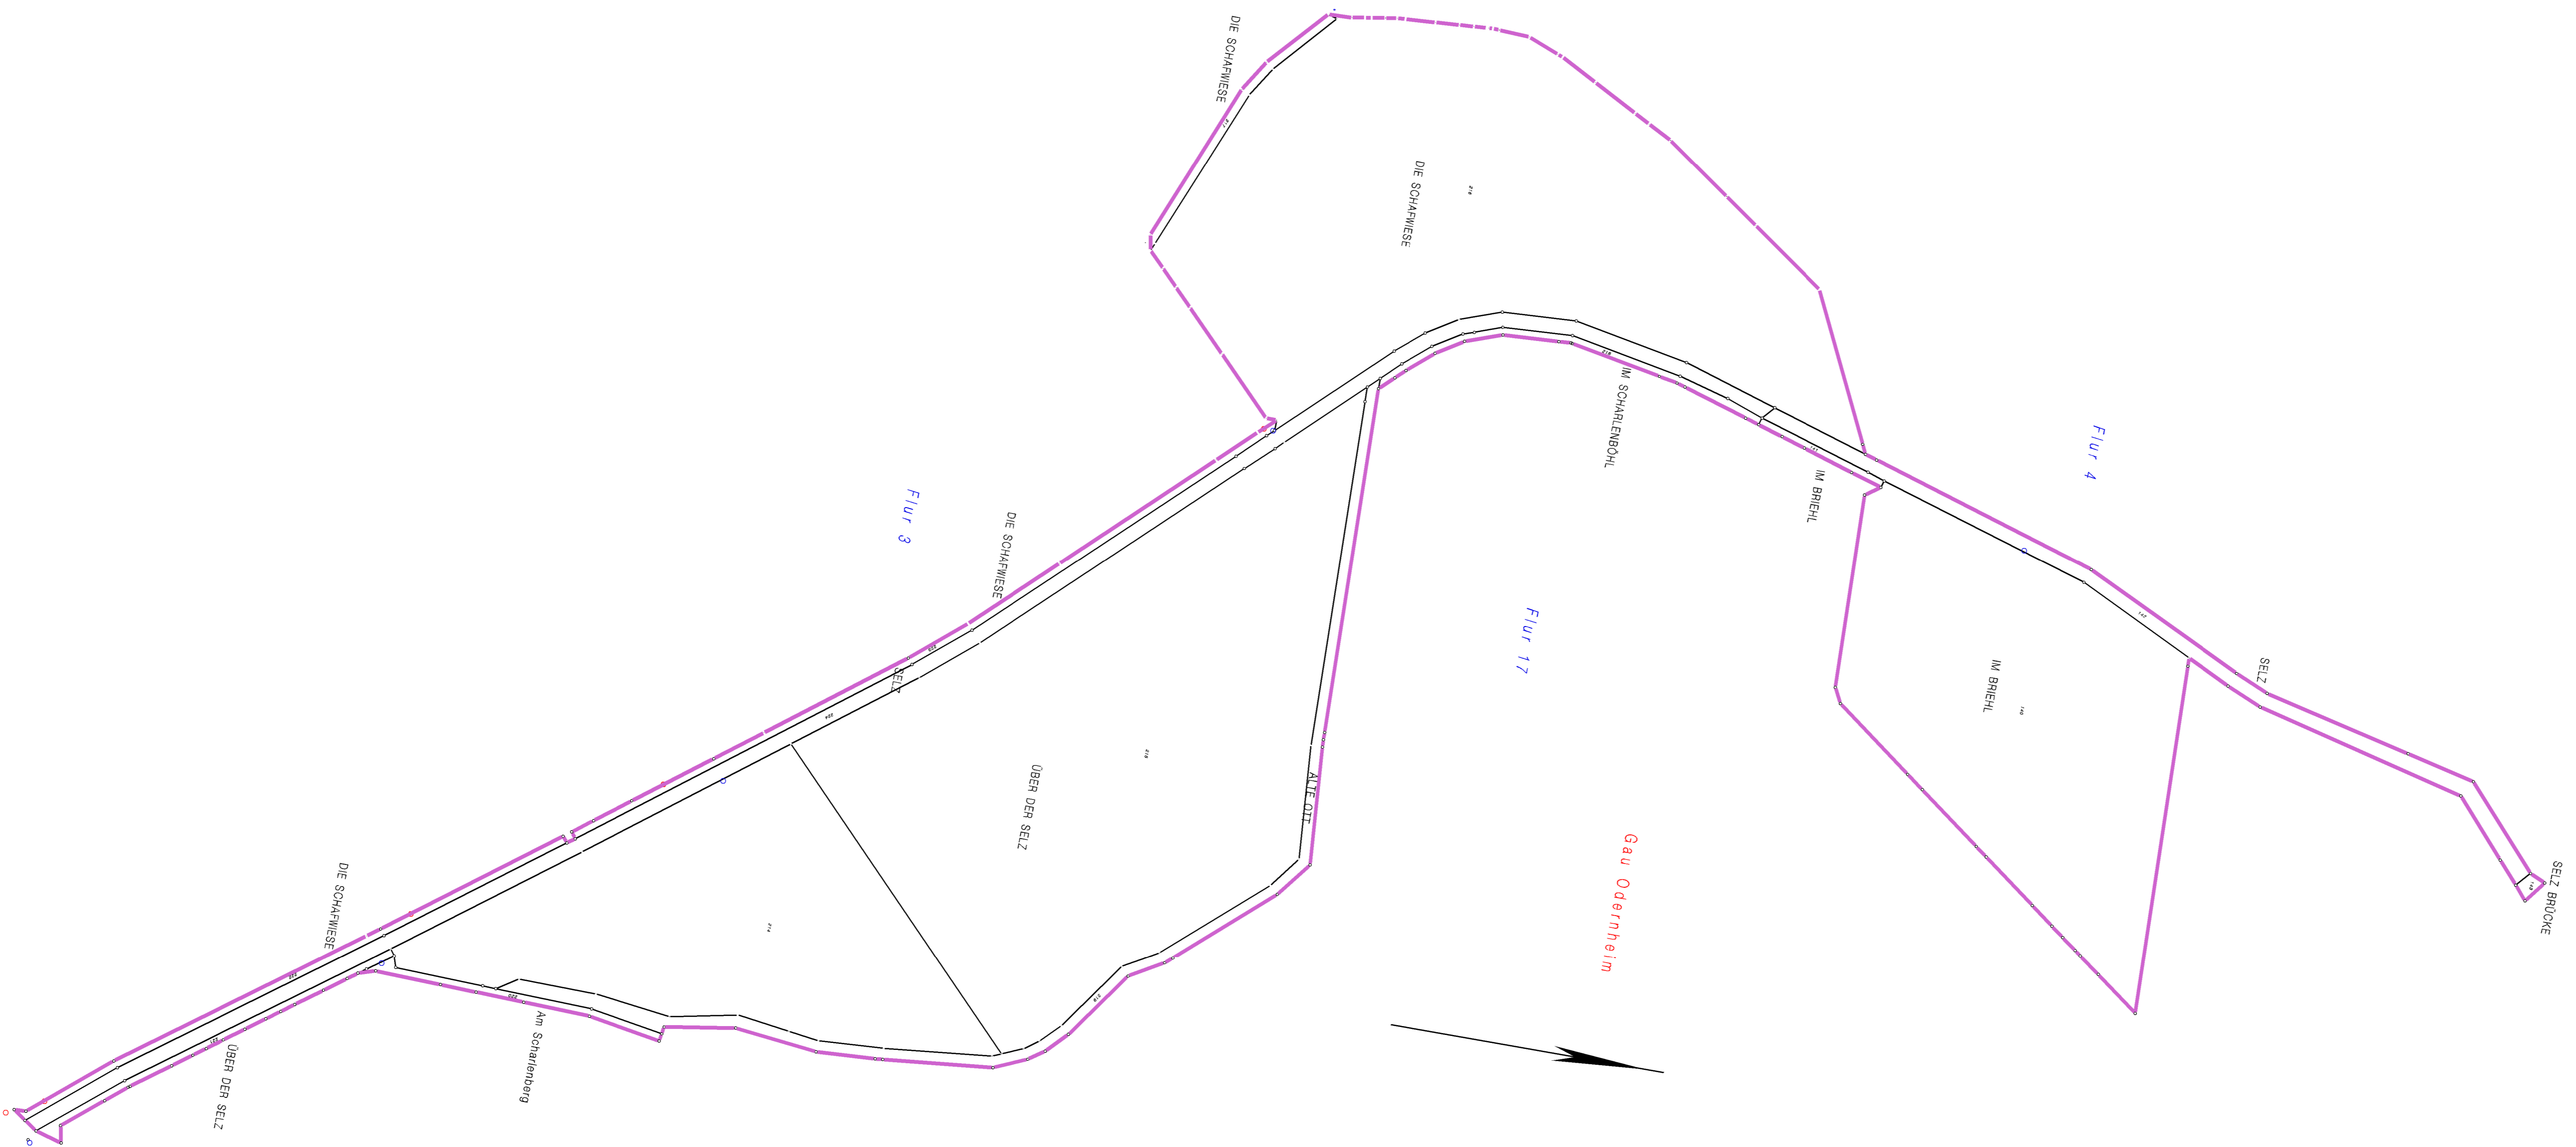 DIE SCHAFWIESE
DIE SCHAFWIESE
IM SCHARLENBÖHL
IM BRIEHL
Flur 4
Flur 3
DIE SCHAFWIESE
Flur 17
SELZ
IM BRIEHL
SELZ
ÜBER DER SELZ
ALTE OTT
Gau Odernheim
SELZ BRÜCKE
DIE SCHAFWIESE
Am Scharlenberg
ÜBER DER SELZ